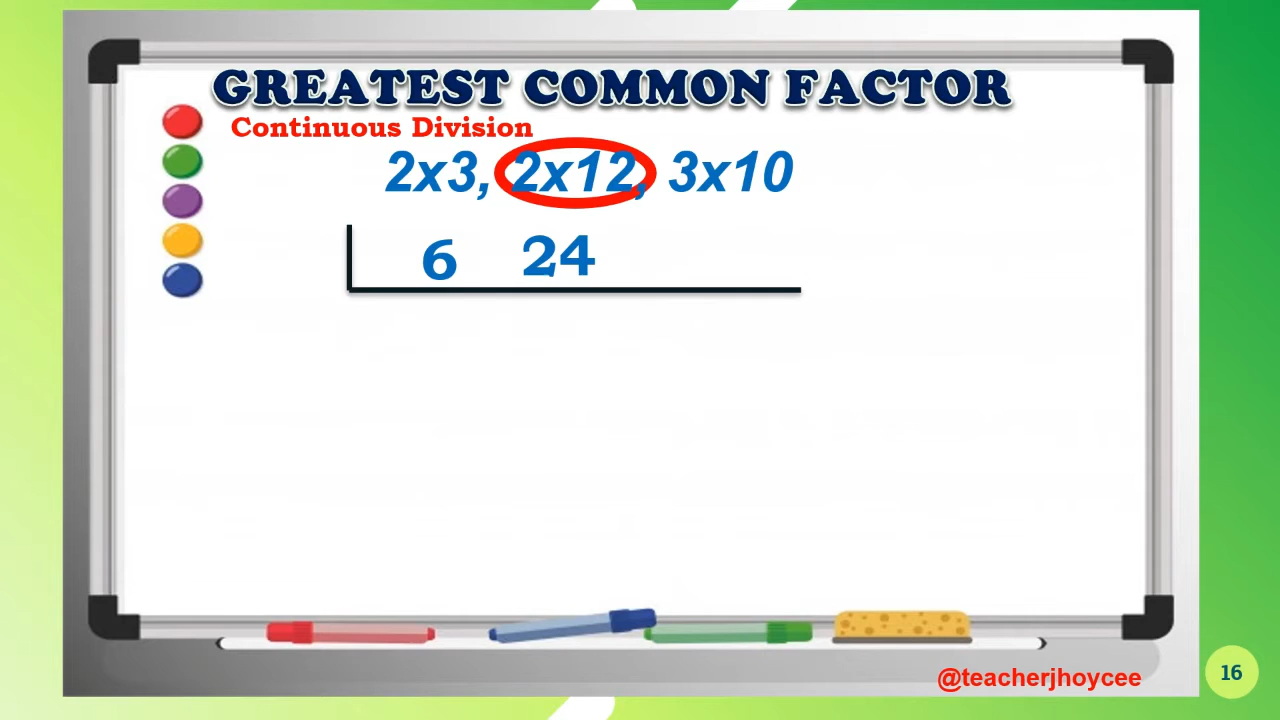 GREATEST COMMON FACTOR
Continuous Division
2x3, 2x12, 3x10
6 24
@teacherjhoycee
16